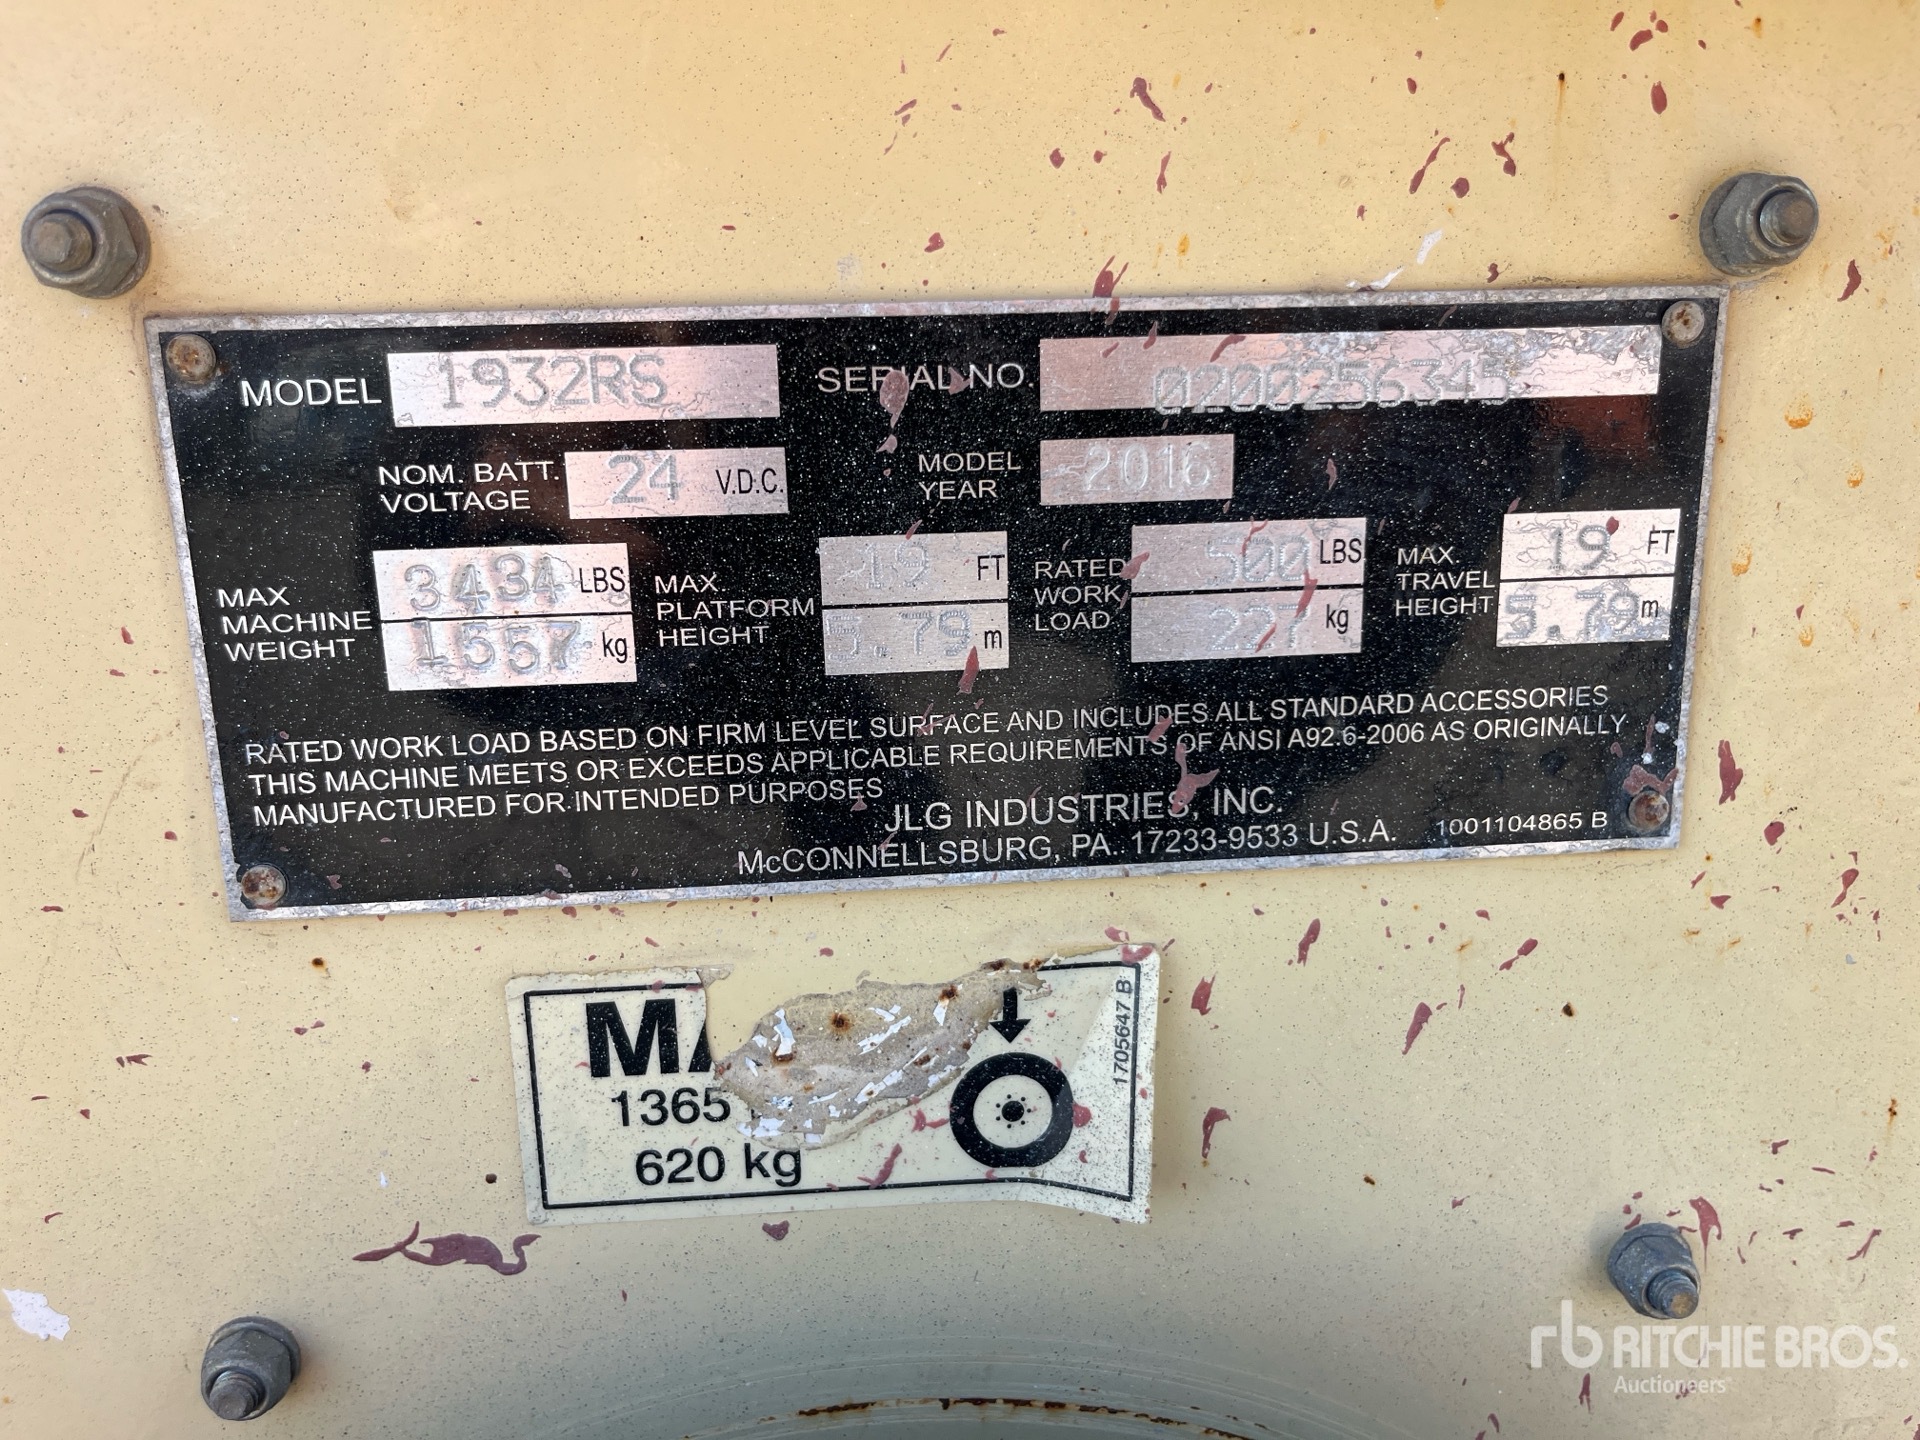 MODEL 1932RS SERIAL NO. 0200256345
NOM. BATT. VOLTAGE 24 V.D.C. MODEL YEAR 2016
MAX MACHINE WEIGHT 3434 LBS 1557 kg
MAX. PLATFORM HEIGHT 19 FT 5.79 m
RATED WORK LOAD 500 LBS 227 kg
MAX. TRAVEL HEIGHT 19 FT 5.79 m
RATED WORK LOAD BASED ON FIRM LEVEL SURFACE AND INCLUDES ALL STANDARD ACCESSORIES
THIS MACHINE MEETS OR EXCEEDS APPLICABLE REQUIREMENTS OF ANSI A92.6-2006 AS ORIGINALLY
MANUFACTURED FOR INTENDED PURPOSES
JLG INDUSTRIES, INC.
McCONNELLSBURG, PA. 17233-9533 U.S.A. 1001104865 B
1365
620 kg
1705647 B
rb RITCHIE BROS.
Auctioneers